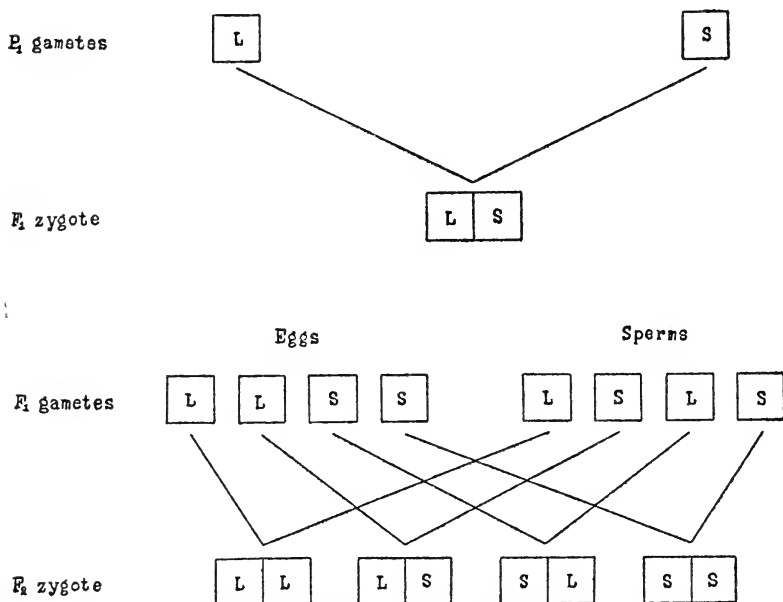 P₁ gametes L S
F₁ zygote L S
Eggs Sperms
F₁ gametes L L S S L S L S
F₂ zygote L L L S S L S S